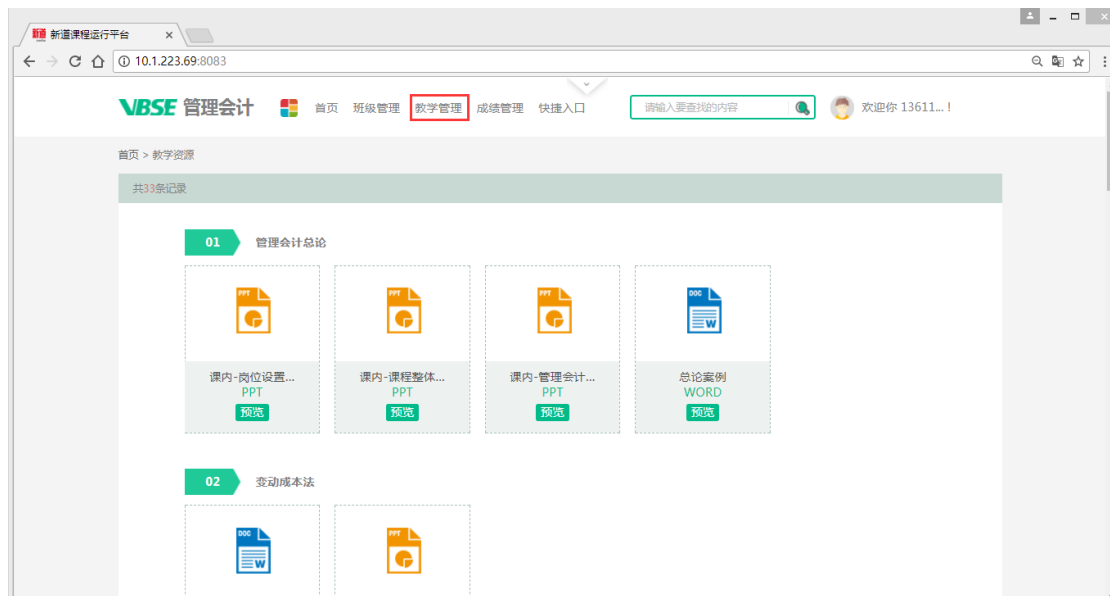 新道 新道课程运行平台
10.1.223.69:8083
VBSE 管理会计 首页 班级管理 教学管理 成绩管理 快捷入口 请输入要查找的内容 欢迎你 13611... !
首页 > 教学资源
共33条记录
01 管理会计总论
PPT PPT PPT DOC
W
课内-岗位设置... 课内-课程整体... 课内-管理会计... 总论案例
PPT PPT PPT WORD
预览 预览 预览 预览
02 变动成本法
DOC PPT
W